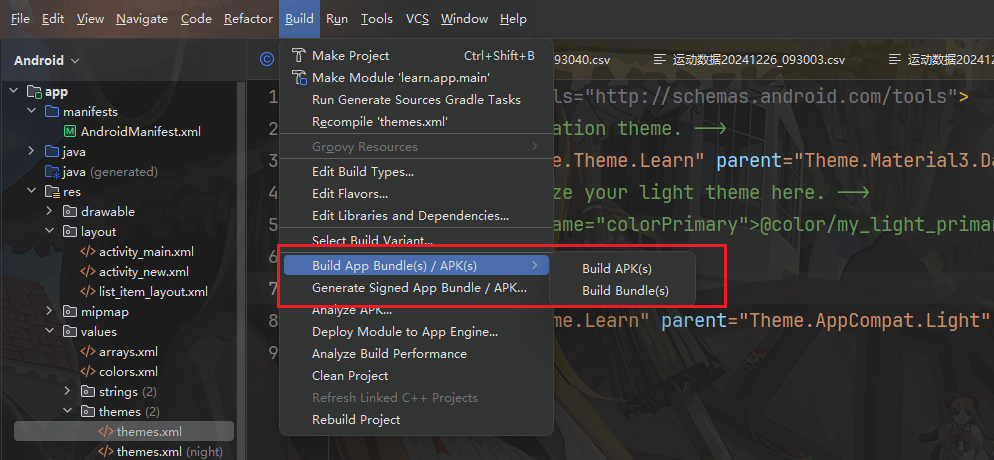 File Edit View Navigate Code Refactor Build Run Tools VCS Window Help
Android
93040.csv 运动数据20241226_093003.csv 运动数据202412
app
manifests
AndroidManifest.xml
java
java (generated)
res
drawable
layout
activity_main.xml
activity_new.xml
list_item_layout.xml
mipmap
values
arrays.xml
colors.xml
strings (2)
themes (2)
themes.xml
themes.xml (night)
Make Project Ctrl+Shift+B
Make Module 'learn.app.main'
Run Generate Sources Gradle Tasks
Recompile 'themes.xml'
Groovy Resources
Edit Build Types...
Edit Flavors...
Edit Libraries and Dependencies...
Select Build Variant...
Build App Bundle(s) / APK(s)
Generate Signed App Bundle / APK...
Analyze APK...
Deploy Module to App Engine...
Analyze Build Performance
Clean Project
Refresh Linked C++ Projects
Rebuild Project
Build APK(s)
Build Bundle(s)
1 ls="http://schemas.android.com/tools">
2 ation theme. -->
3 e.Theme.Learn" parent="Theme.Material3.Da
4 ze your light theme here. -->
5 ame="colorPrimary">@color/my_light_prima
6
7
8 me.Learn" parent="Theme.AppCompat.Light"
9